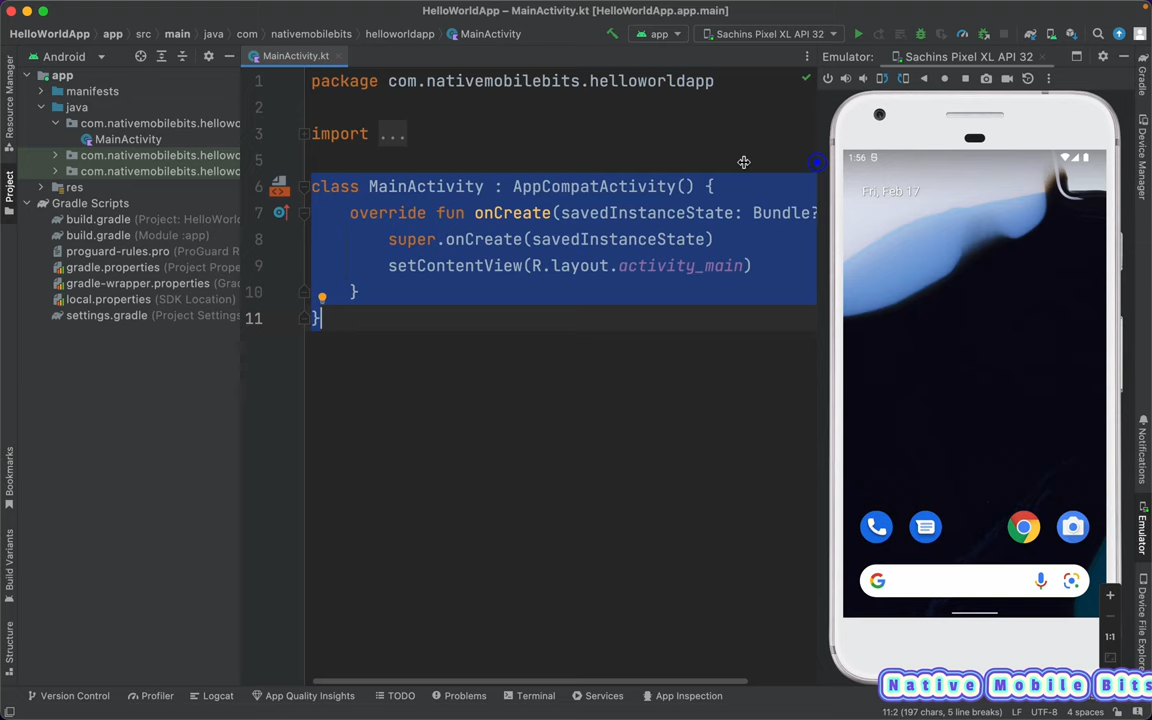 HelloWorldApp – MainActivity.kt [HelloWorldApp.app.main]
HelloWorldApp app src main java com nativemobilebits helloworldapp MainActivity
app Sachins Pixel XL API 32
Android
MainActivity.kt
Emulator: Sachins Pixel XL API 32
Resource Manager
Project
Bookmarks
Build Variants
Structure
app
manifests
java
com.nativemobilebits.hellowo
MainActivity
com.nativemobilebits.hellowo
com.nativemobilebits.hellowo
res
Gradle Scripts
build.gradle (Project: HelloWorld
build.gradle (Module :app)
proguard-rules.pro (ProGuard R
gradle.properties (Project Prope
gradle-wrapper.properties (Gra
local.properties (SDK Location)
settings.gradle (Project Settings
1 package com.nativemobilebits.helloworldapp
2
3 import ...
5
6 class MainActivity : AppCompatActivity() {
7 override fun onCreate(savedInstanceState: Bundle?
8 super.onCreate(savedInstanceState)
9 setContentView(R.layout.activity_main)
10 }
11 }
1:56
Fri, Feb 17
1:1
Gradle
Device Manager
Notifications
Emulator
Device File Explorer
Native Mobile Bits
Version Control Profiler Logcat App Quality Insights TODO Problems Terminal Services App Inspection
11:2 (197 chars, 5 line breaks) LF UTF-8 4 spaces